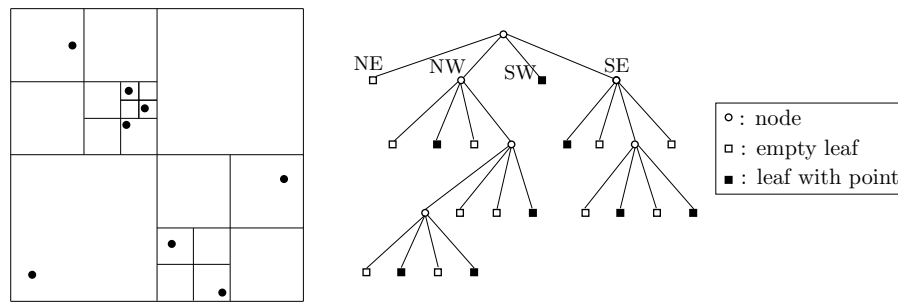 NE
NW
SW
SE
: node
: empty leaf
: leaf with point